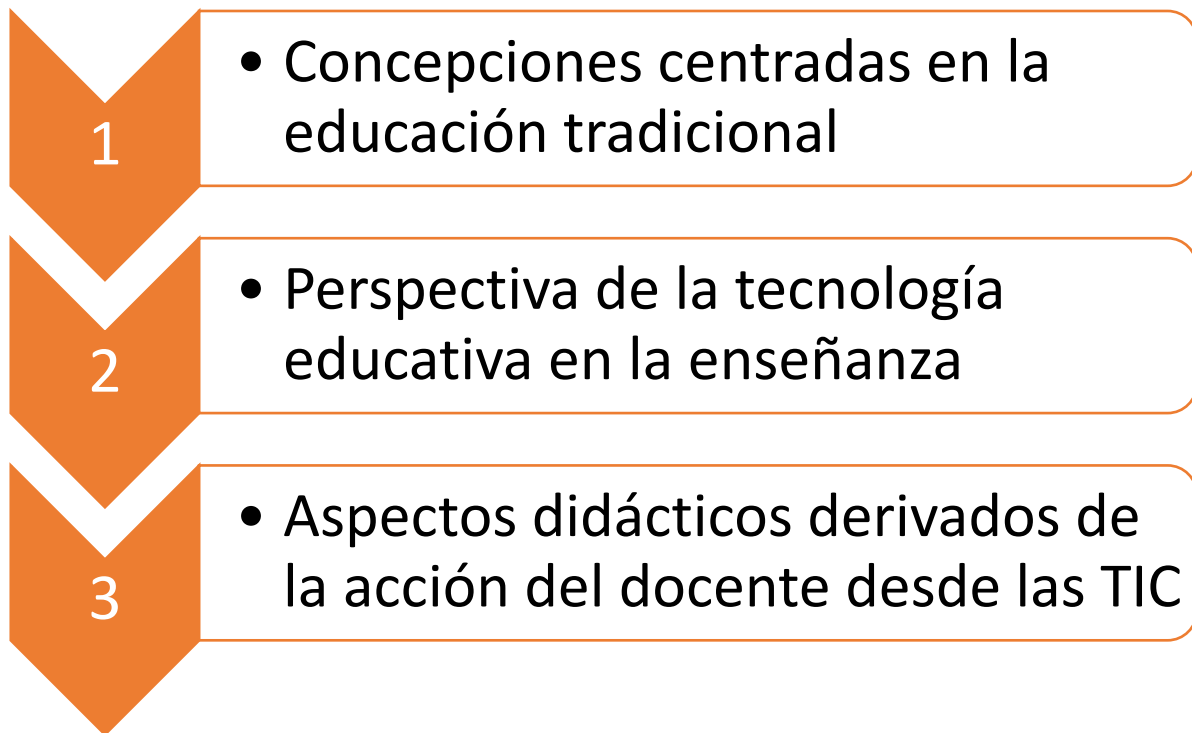 1
• Concepciones centradas en la
educación tradicional
2
• Perspectiva de la tecnología
educativa en la enseñanza
3
• Aspectos didácticos derivados de
la acción del docente desde las TIC